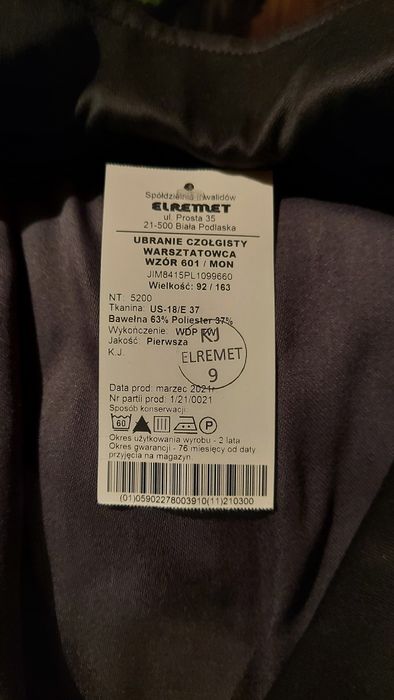 Spółdzielnia Inwalidów
ELREMET
ul. Prosta 35
21-500 Biała Podlaska
UBRANIE CZOŁGISTY
WARSZTATOWCA
WZÓR 601 / MON
JIM8415PL1099660
Wielkość: 92 / 163
NT: 5200
Tkanina: US-18/E 37
Bawełna 63% Poliester 37%
Wykończenie: WDP
Jakość: Pierwsza
K.J.
KJ
ELREMET
9
Data prod: marzec 2021r
Nr partii prod: 1/21/0021
Sposób konserwacji:
60 P
Okres użytkowania wyrobu - 2 lata
Okres gwarancji - 76 miesięcy od daty
przyjęcia na magazyn.
(01)05902278003910(11)210300